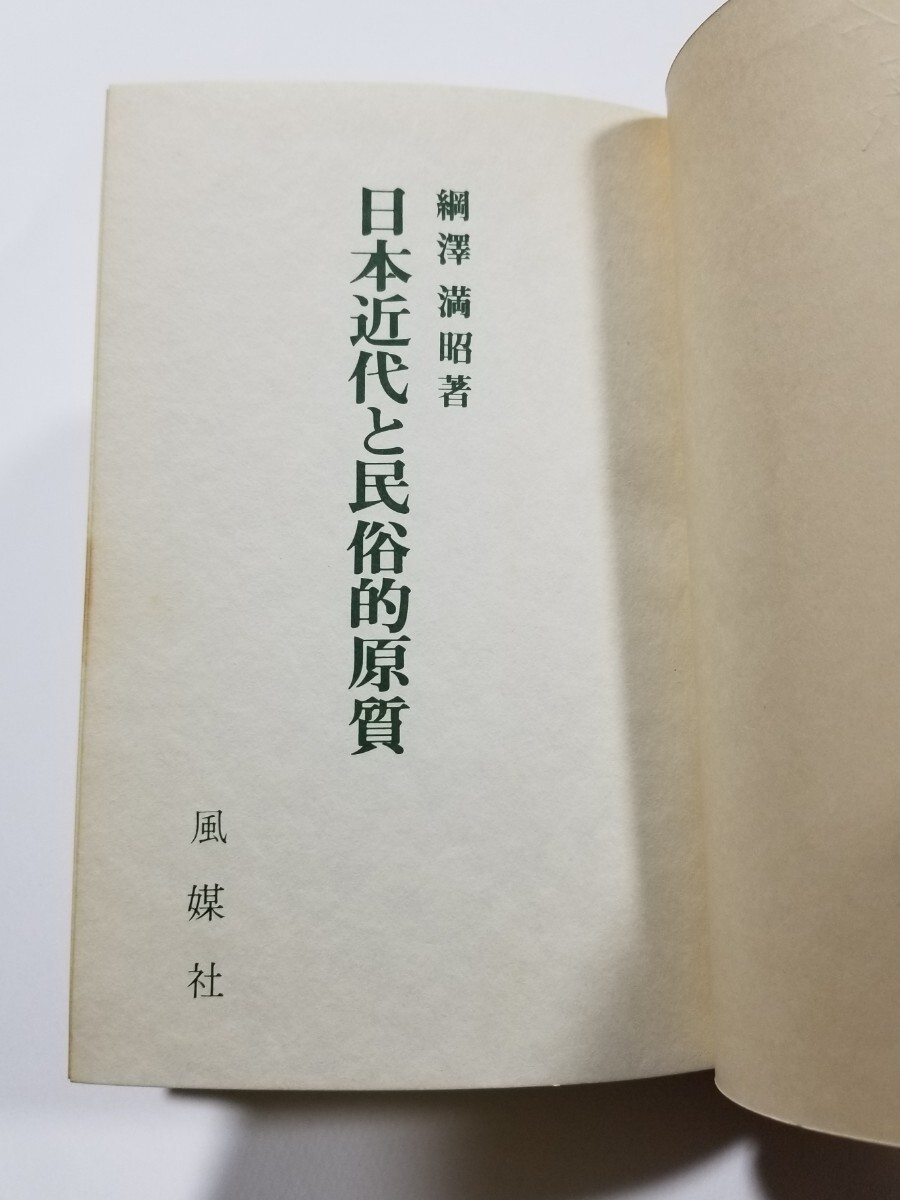 綱澤満昭著
日本近代と民俗的原質
風媒社